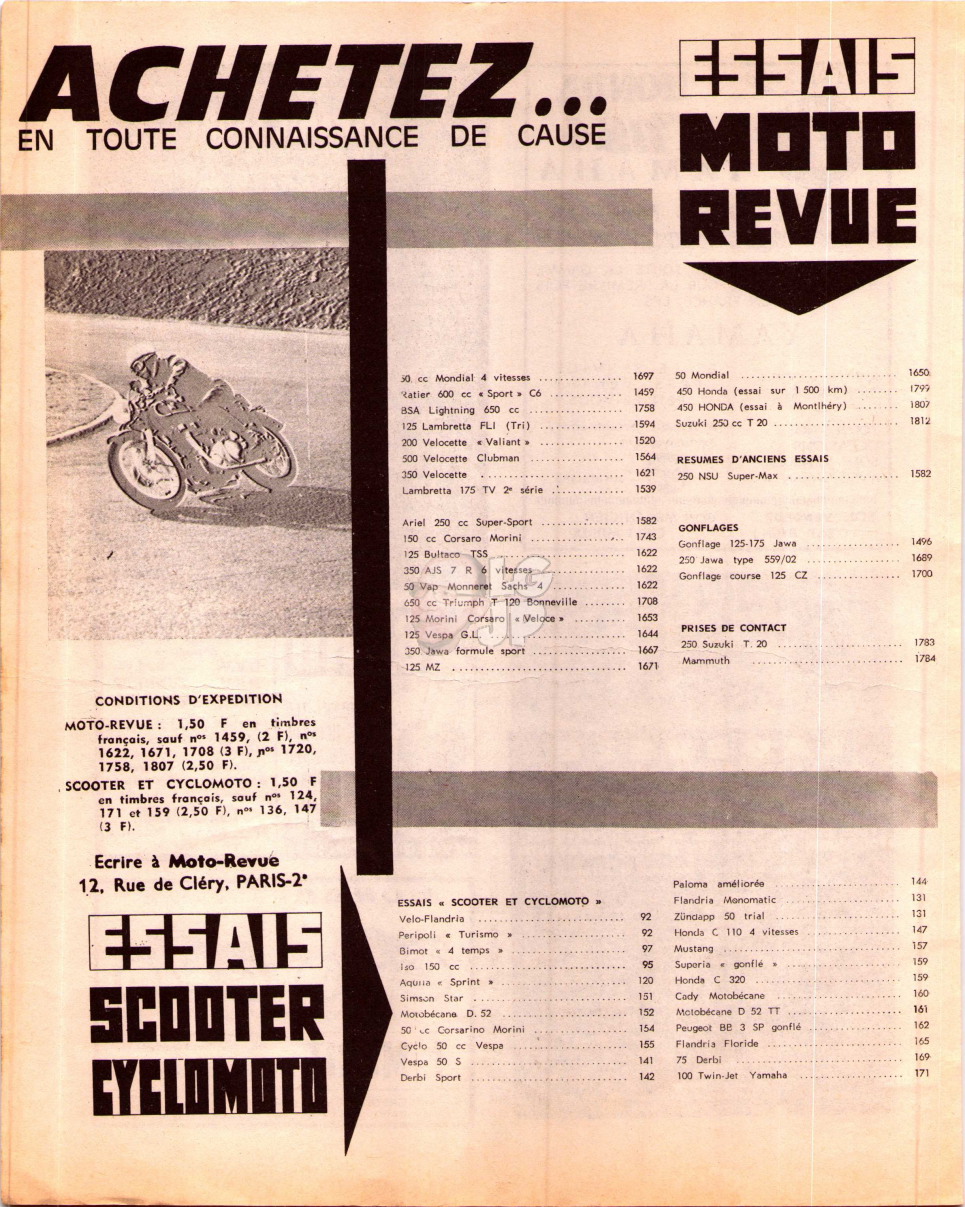 ACHETEZ...
EN TOUTE CONNAISSANCE DE CAUSE
ESSAIS
MOTO
REVUE
50 cc Mondial 4 vitesses ................ 1697
Ratier 600 cc « Sport » C6 ............... 1459
BSA Lightning 650 cc .................. 1758
125 Lambretta FLI (Tri) ................ 1594
200 Velocette « Valiant » ................ 1520
500 Velocette Clubman ................ 1564
350 Velocette ............................ 1621
Lambretta 175 TV 2e série .............. 1539
Ariel 250 cc Super-Sport ................ 1582
150 cc Corsaro Morini .................. 1743
125 Bultaco TSS ........................ 1622
350 AJS 7 R 6 vitesses .................. 1622
50 Vap Monneret Sachs 4 ................ 1622
650 cc Triumph T 120 Bonneville ........ 1708
125 Morini Corsaro « Veloce » ............ 1653
125 Vespa G.L. .......................... 1644
350 Jawa formule sport .................. 1667
125 MZ ................................ 1671
50 Mondial ............................ 1650
450 Honda (essai sur 1 500 km) ........ 1799
450 HONDA (essai à Montlhéry) ........ 1807
Suzuki 250 cc T 20 ...................... 1812
RESUMES D'ANCIENS ESSAIS
250 NSU Super-Max .................... 1582
GONFLAGES
Gonflage 125-175 Jawa .................. 1496
250 Jawa type 559/02 .................. 1689
Gonflage course 125 CZ ................ 1700
PRISES DE CONTACT
250 Suzuki T. 20 ...................... 1783
Mammuth .............................. 1784
CONDITIONS D'EXPEDITION
MOTO-REVUE : 1,50 F en timbres
français, sauf nos 1459, (2 F), nos
1622, 1671, 1708 (3 F), nos 1720,
1758, 1807 (2,50 F).
SCOOTER ET CYCLOMOTO : 1,50 F
en timbres français, sauf nos 124,
171 et 159 (2,50 F), nos 136, 147
(3 F).
Ecrire à Moto-Revue
12, Rue de Cléry, PARIS-2e
ESSAIS
SCOOTER
CYCLOMOTO
ESSAIS « SCOOTER ET CYCLOMOTO »
Velo-Flandria .......................... 92
Peripoli « Turismo » .................... 92
Bimot « 4 temps » ...................... 97
Iso 150 cc ............................ 95
Aquila « Sprint » ...................... 120
Simson Star ............................ 151
Motobécane D. 52 ...................... 152
50 cc Corsarino Morini .................. 154
Cyclo 50 cc Vespa ...................... 155
Vespa 50 S ............................ 141
Derbi Sport ............................ 142
Paloma améliorée ...................... 144
Flandria Monomatic .................... 131
Zündapp 50 trial ........................ 131
Honda C 110 4 vitesses ................ 147
Mustang .............................. 157
Superia « gonflé » ...................... 159
Honda C 320 .......................... 159
Cady Motobécane ...................... 160
Motobécane D 52 TT .................... 161
Peugeot BB 3 SP gonflé ................ 162
Flandria Floride ........................ 165
75 Derbi .............................. 169
100 Twin-Jet Yamaha .................. 171